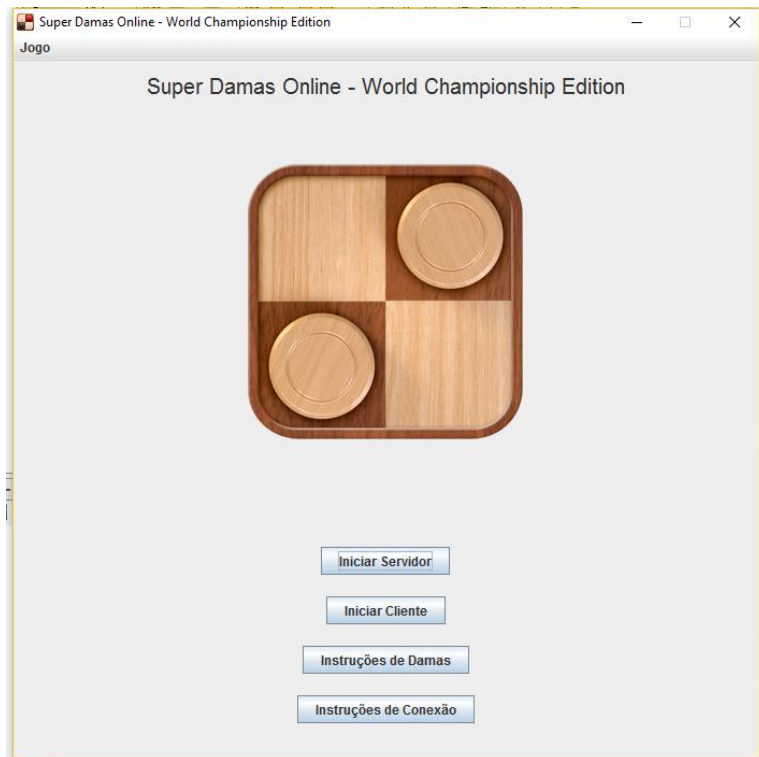 Super Damas Online - World Championship Edition
Jogo
Super Damas Online - World Championship Edition
Iniciar Servidor
Iniciar Cliente
Instruções de Damas
Instruções de Conexão